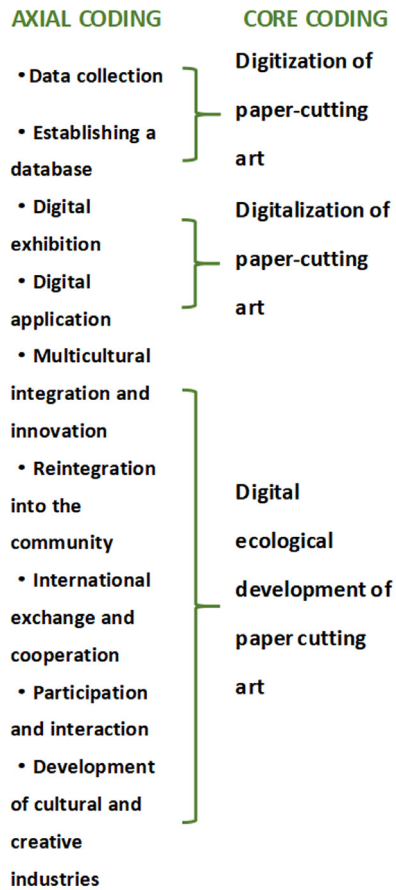 AXIAL CODING
• Data collection
• Establishing a
database
• Digital
exhibition
• Digital
application
• Multicultural
integration and
innovation
• Reintegration
into the
community
• International
exchange and
cooperation
• Participation
and interaction
• Development
of cultural and
creative
industries
CORE CODING
Digitization of
paper-cutting
art
Digitalization of
paper-cutting
art
Digital
ecological
development of
paper cutting
art